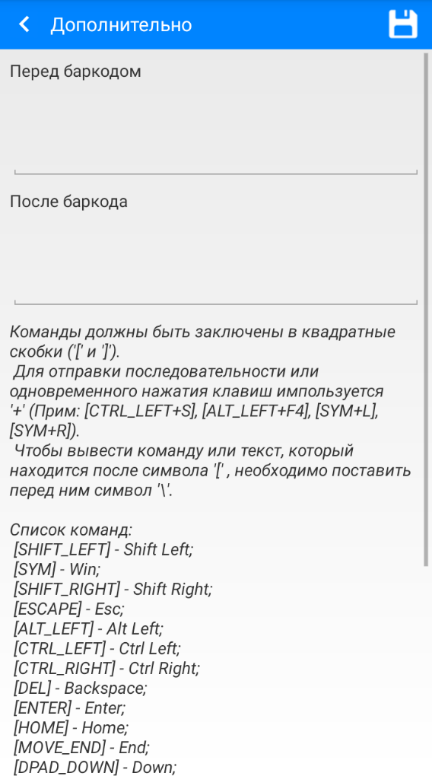 Дополнительно
Перед баркодом
После баркода
Команды должны быть заключены в квадратные
скобки ('[' и ']').
Для отправки последовательности или
одновременного нажатия клавиш импользуется
'+' (Прим: [CTRL_LEFT+S], [ALT_LEFT+F4], [SYM+L],
[SYM+R]).
Чтобы вывести команду или текст, который
находится после символа '[' , необходимо поставить
перед ним символ '\'.
Список команд:
[SHIFT_LEFT] - Shift Left;
[SYM] - Win;
[SHIFT_RIGHT] - Shift Right;
[ESCAPE] - Esc;
[ALT_LEFT] - Alt Left;
[CTRL_LEFT] - Ctrl Left;
[CTRL_RIGHT] - Ctrl Right;
[DEL] - Backspace;
[ENTER] - Enter;
[HOME] - Home;
[MOVE_END] - End;
[DPAD_DOWN] - Down;